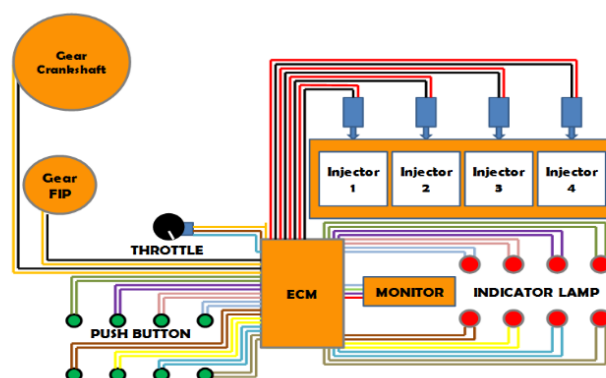 Gear
Crankshaft
Gear
FIP
Injector
1
Injector
2
Injector
3
Injector
4
THROTTLE
ECM
MONITOR
INDICATOR LAMP
PUSH BUTTON